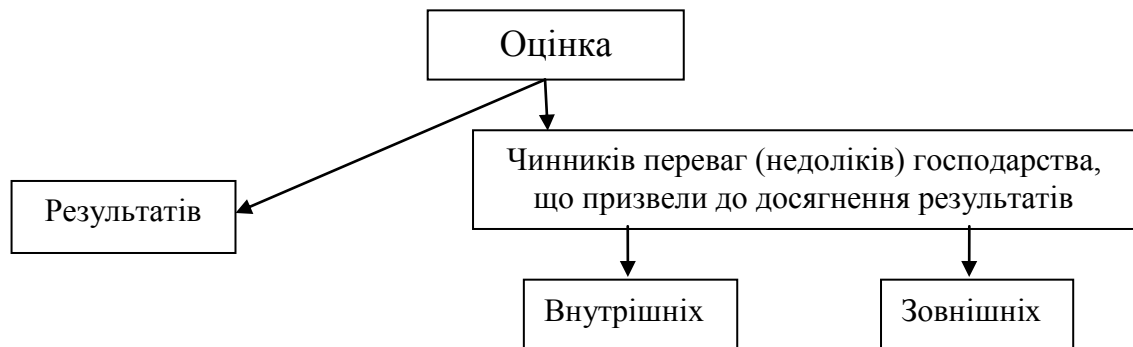 Оцінка
Чинників переваг (недоліків) господарства,
що призвели до досягнення результатів
Результатів
Внутрішніх
Зовнішніх